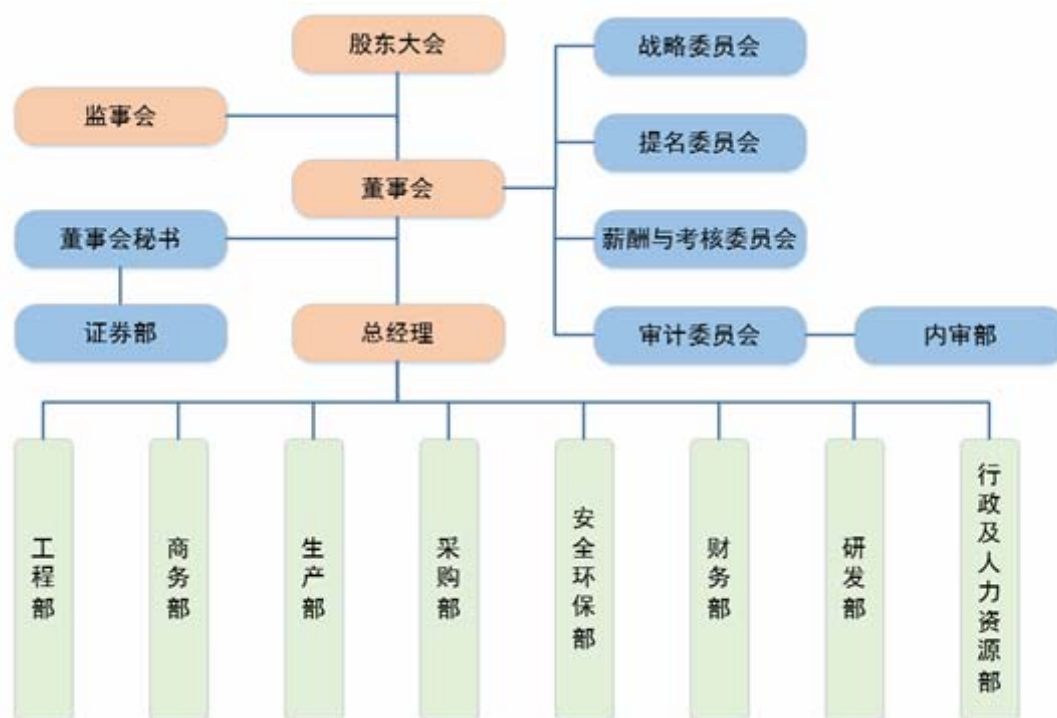 股东大会
战略委员会
监事会
提名委员会
董事会
董事会秘书
薪酬与考核委员会
证券部
总经理
审计委员会
内审部
工程部
商务部
生产部
采购部
安全环保部
财务部
研发部
行政及人力资源部